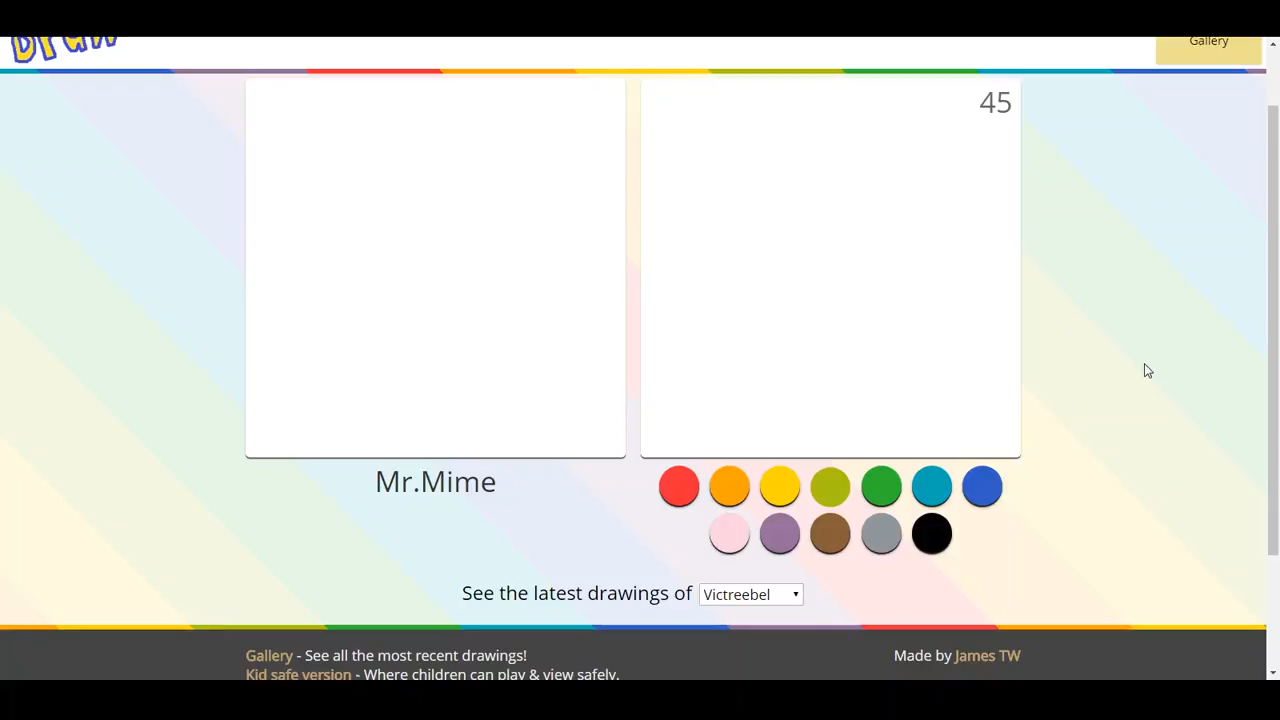 Draw
Gallery
45
Mr.Mime
See the latest drawings of Victreebel
Gallery - See all the most recent drawings!
Made by James TW
Kid safe version - Where children can play & view safely.